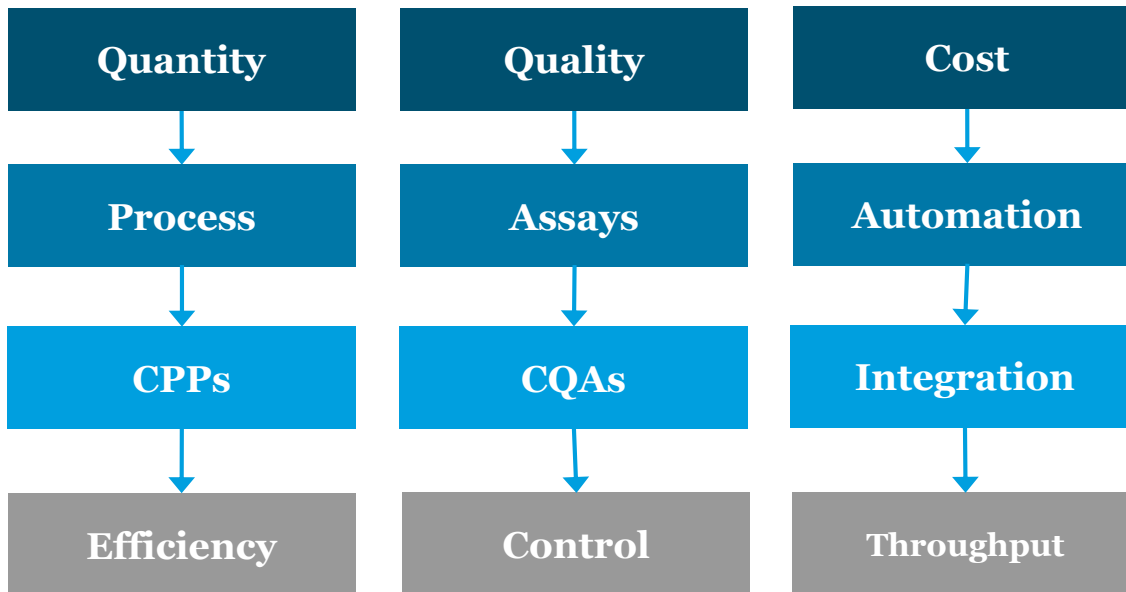 Quantity
Quality
Cost
Process
Assays
Automation
CPPs
CQAs
Integration
Efficiency
Control
Throughput